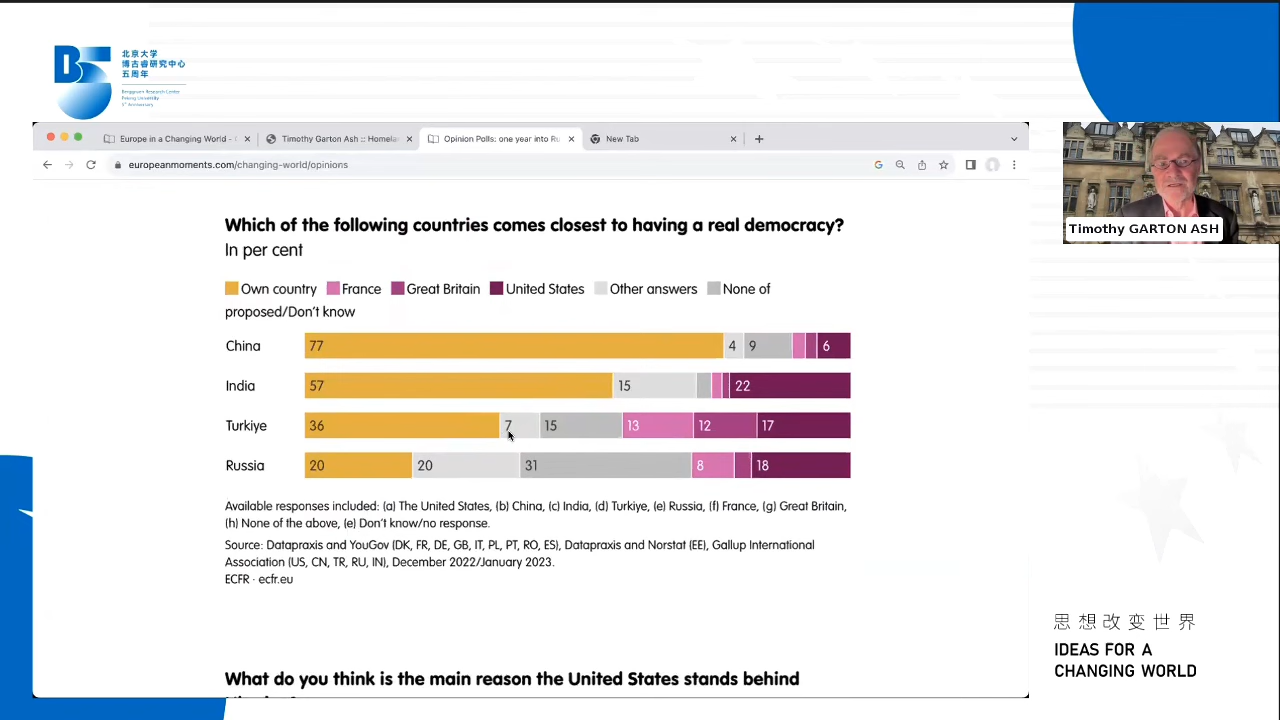 北京大学
博古睿研究中心
五周年
Berggruen Research Center
Peking University
5th Anniversary
Europe in a Changing World -
Timothy Garton Ash :: Homela
Opinion Polls: one year into Ru
New Tab
europeanmoments.com/changing-world/opinions
Timothy GARTON ASH
Which of the following countries comes closest to having a real democracy?
In per cent
Own country France Great Britain United States Other answers None of
proposed/Don't know
China 77 4 9 6
India 57 15 22
Turkiye 36 7 15 13 12 17
Russia 20 20 31 8 18
Available responses included: (a) The United States, (b) China, (c) India, (d) Turkiye, (e) Russia, (f) France, (g) Great Britain,
(h) None of the above, (e) Don't know/no response.
Source: Datapraxis and YouGov (DK, FR, DE, GB, IT, PL, PT, RO, ES), Datapraxis and Norstat (EE), Gallup International
Association (US, CN, TR, RU, IN), December 2022/January 2023.
ECFR · ecfr.eu
What do you think is the main reason the United States stands behind
思想改变世界
IDEAS FOR A
CHANGING WORLD